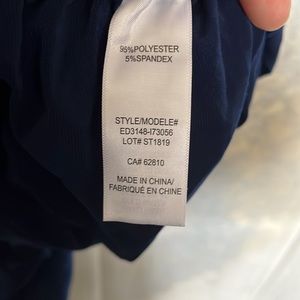 95%POLYESTER
5%SPANDEX
STYLE/MODELE#
ED3148-I73056
LOT# ST1819
CA# 62810
MADE IN CHINA/
FABRIQUÉ EN CHINE